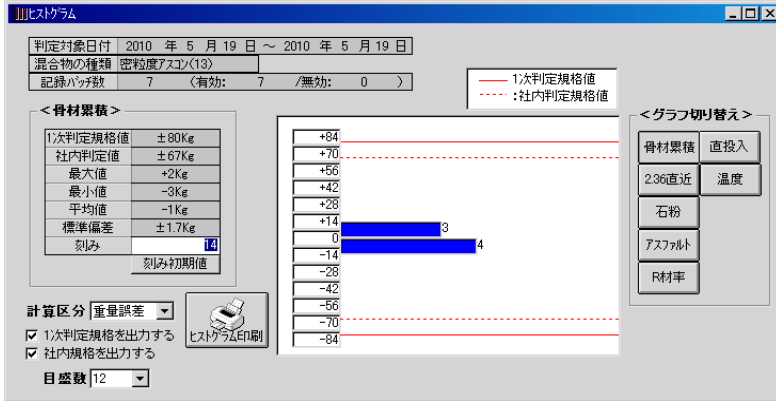 ヒストグラム
判定対象日付 2010 年 5 月 19 日 ～ 2010 年 5 月 19 日
混合物の種類 密粒度アスコン(13)
記録バッチ数 7 (有効: 7 /無効: 0 )
1次判定規格値
:社内判定規格値
＜骨材累積＞
1次判定規格値 ±80Kg
社内判定値 ±67Kg
最大値 +2Kg
最小値 -3Kg
平均値 -1Kg
標準偏差 ±1.7Kg
刻み 14
刻み初期値
計算区分 重量誤差
1次判定規格を出力する
社内規格を出力する
目盛数 12
ヒストグラム印刷
+84
+70
+56
+42
+28
+14
3
0
4
-14
-28
-42
-56
-70
-84
＜グラフ切り替え＞
骨材累積 直投入
2.36直近 温度
石粉
アスファルト
R材率